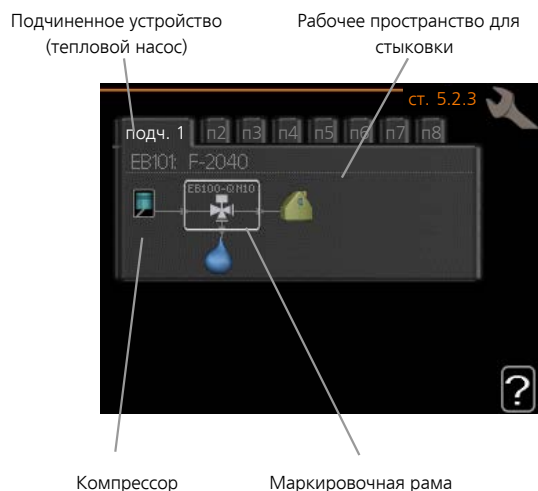 Подчиненное устройство
(тепловой насос)
Рабочее пространство для
стыковки
ст. 5.2.3
подч. 1 п2 п3 п4 п5 п6 п7 п8
EB101: F-2040
EB100-QN10
?
Компрессор
Маркировочная рама